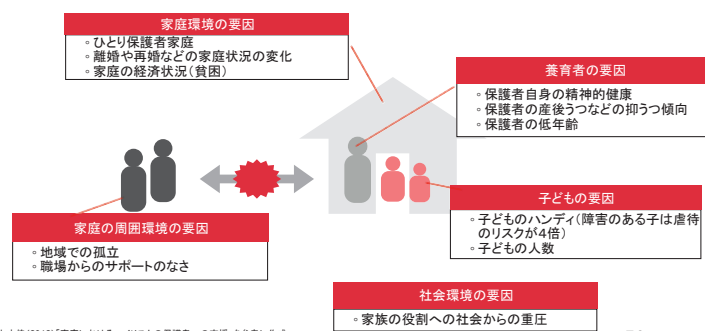 家庭環境の要因
◦ひとり保護者家庭
◦離婚や再婚などの家庭状況の変化
◦家庭の経済状況(貧困)
養育者の要因
◦保護者自身の精神的健康
◦保護者の産後うつなどの抑うつ傾向
◦保護者の低年齢
子どもの要因
◦子どものハンディ(障害のある子は虐待
のリスクが4倍)
◦子どもの人数
家庭の周囲環境の要因
◦地域での孤立
◦職場からのサポートのなさ
社会環境の要因
◦家族の役割への社会からの重圧